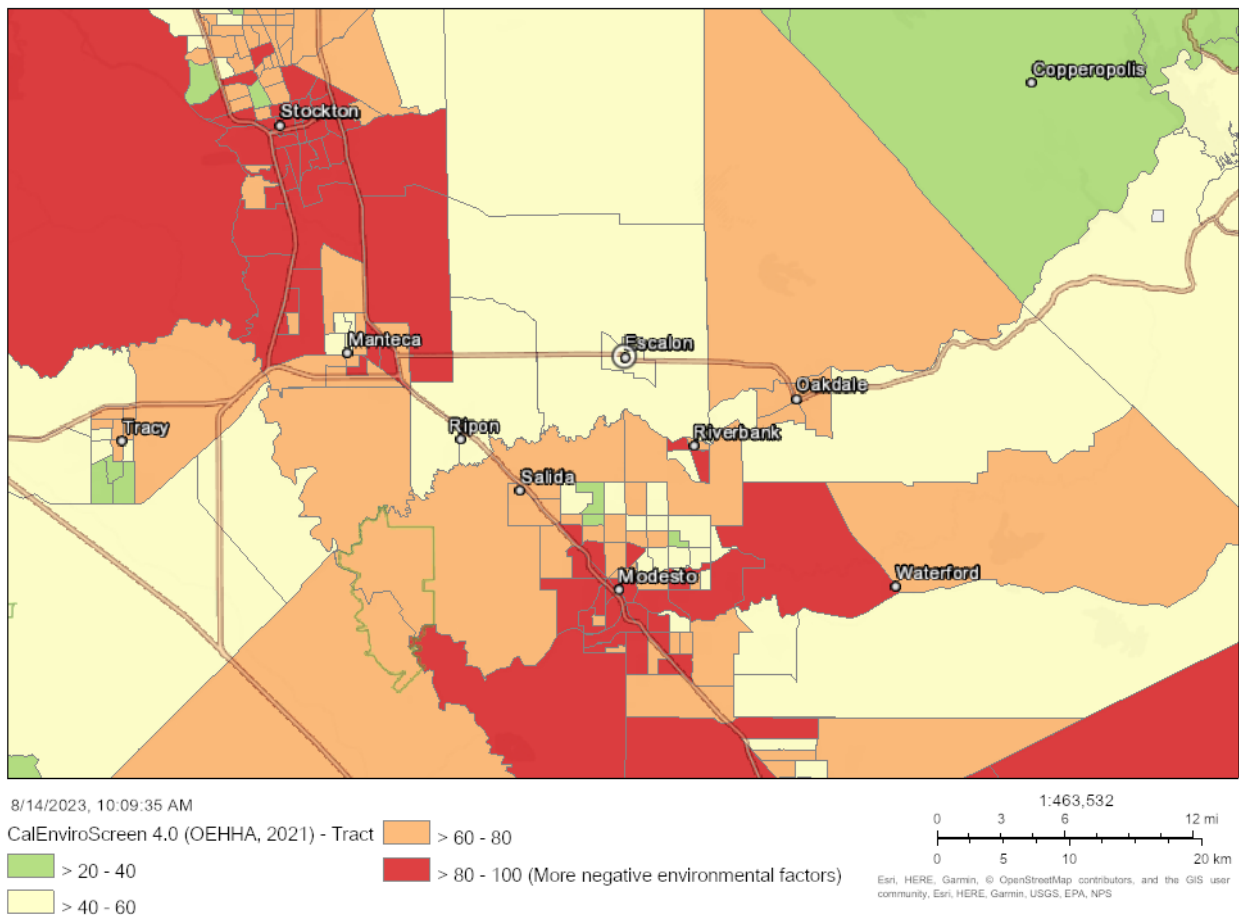 Copperopolis
Stockton
Manteca
Escalon
Oakdale
Tracy
Ripon
Riverbank
Salida
Modesto
Waterford
8/14/2023, 10:09:35 AM
CalEnviroScreen 4.0 (OEHHA, 2021) - Tract
> 20 - 40
> 40 - 60
> 60 - 80
> 80 - 100 (More negative environmental factors)
1:463,532
0 3 6 12 mi
0 5 10 20 km
Esri, HERE, Garmin, © OpenStreetMap contributors, and the GIS user
community, Esri, HERE, Garmin, USGS, EPA, NPS